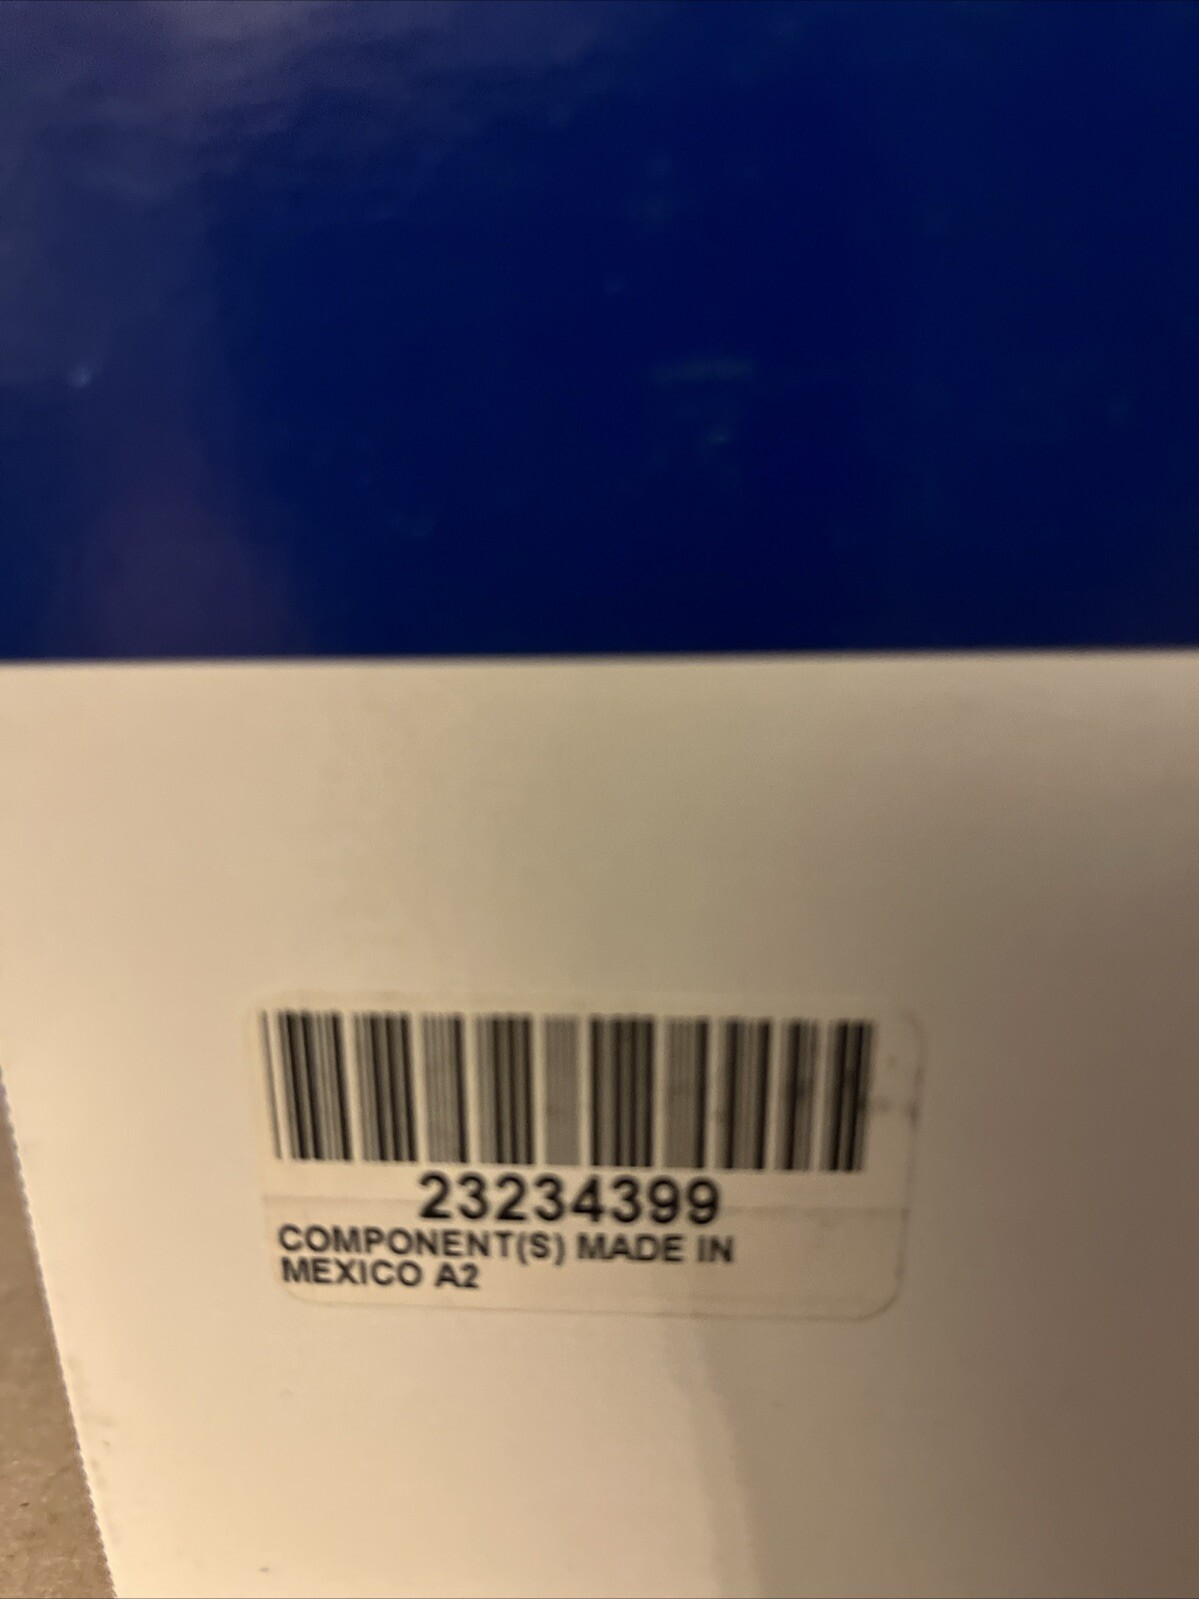 23234399
COMPONENT(S) MADE IN
MEXICO A2